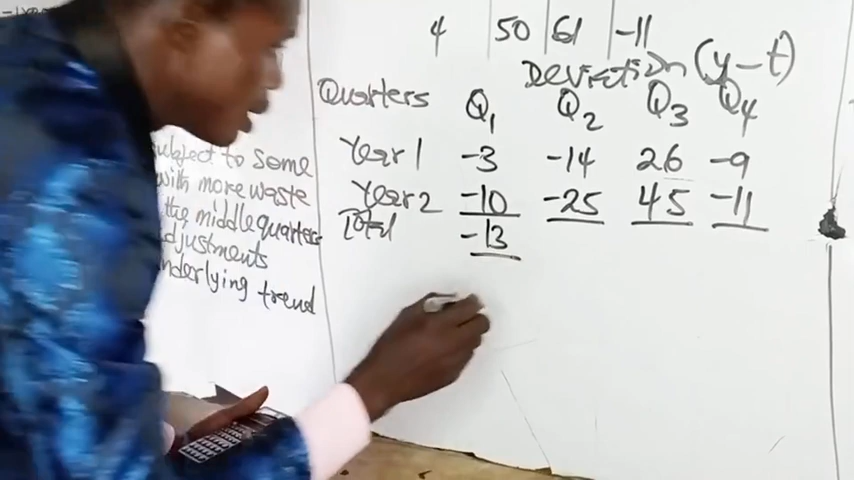 4 50 61 -11
Deviation (y-t)
Quarters Q1 Q2 Q3 Q4
Year 1 -3 -14 26 -9
Year 2 -10 -25 45 -11
Total -13
subject to some
with more waste
the middle quarters
adjustments
underlying trend